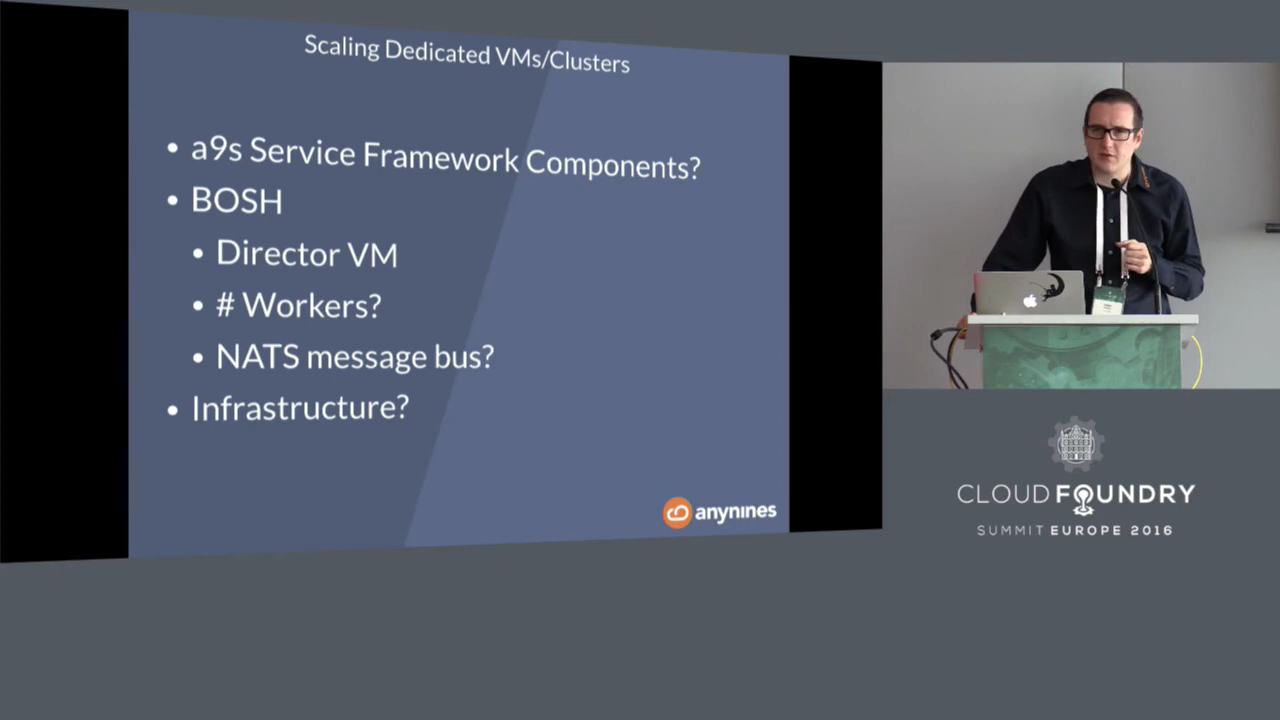 Scaling Dedicated VMs/Clusters
• a9s Service Framework Components?
• BOSH
• Director VM
• # Workers?
• NATS message bus?
• Infrastructure?
anynines
CLOUD FOUNDRY
SUMMIT EUROPE 2016